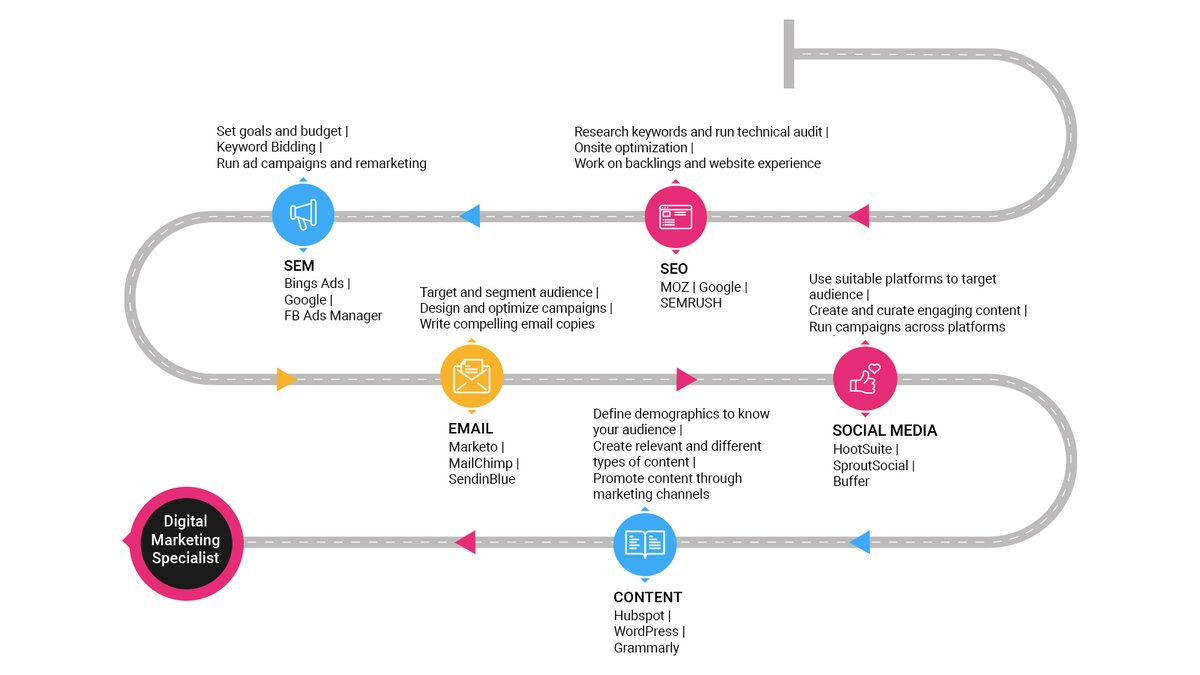 Set goals and budget |
Keyword Bidding |
Run ad campaigns and remarketing
SEM
Bings Ads |
Google |
FB Ads Manager
Research keywords and run technical audit |
Onsite optimization |
Work on backlings and website experience
SEO
MOZ | Google |
SEMRUSH
Target and segment audience |
Design and optimize campaigns |
Write compelling email copies
EMAIL
Marketo |
MailChimp |
SendinBlue
Use suitable platforms to target
audience |
Create and curate engaging content |
Run campaigns across platforms
SOCIAL MEDIA
HootSuite |
SproutSocial |
Buffer
Define demographics to know
your audience |
Create relevant and different
types of content |
Promote content through
marketing channels
CONTENT
Hubspot |
WordPress |
Grammarly
Digital
Marketing
Specialist